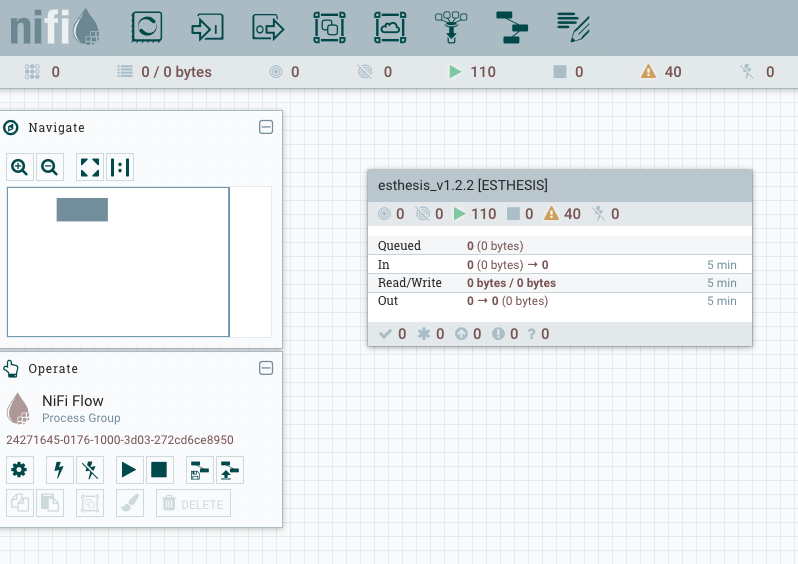 nifi
0 0 / 0 bytes 0 0 110 0 40 0
Navigate
esthesis_v1.2.2 [ESTHESIS]
0 0 110 0 40 0
Queued 0 (0 bytes)
In 0 (0 bytes) → 0 5 min
Read/Write 0 bytes / 0 bytes 5 min
Out 0 → 0 (0 bytes) 5 min
0 0 0 0 ? 0
Operate
NiFi Flow
Process Group
24271645-0176-1000-3d03-272cd6ce8950
DELETE